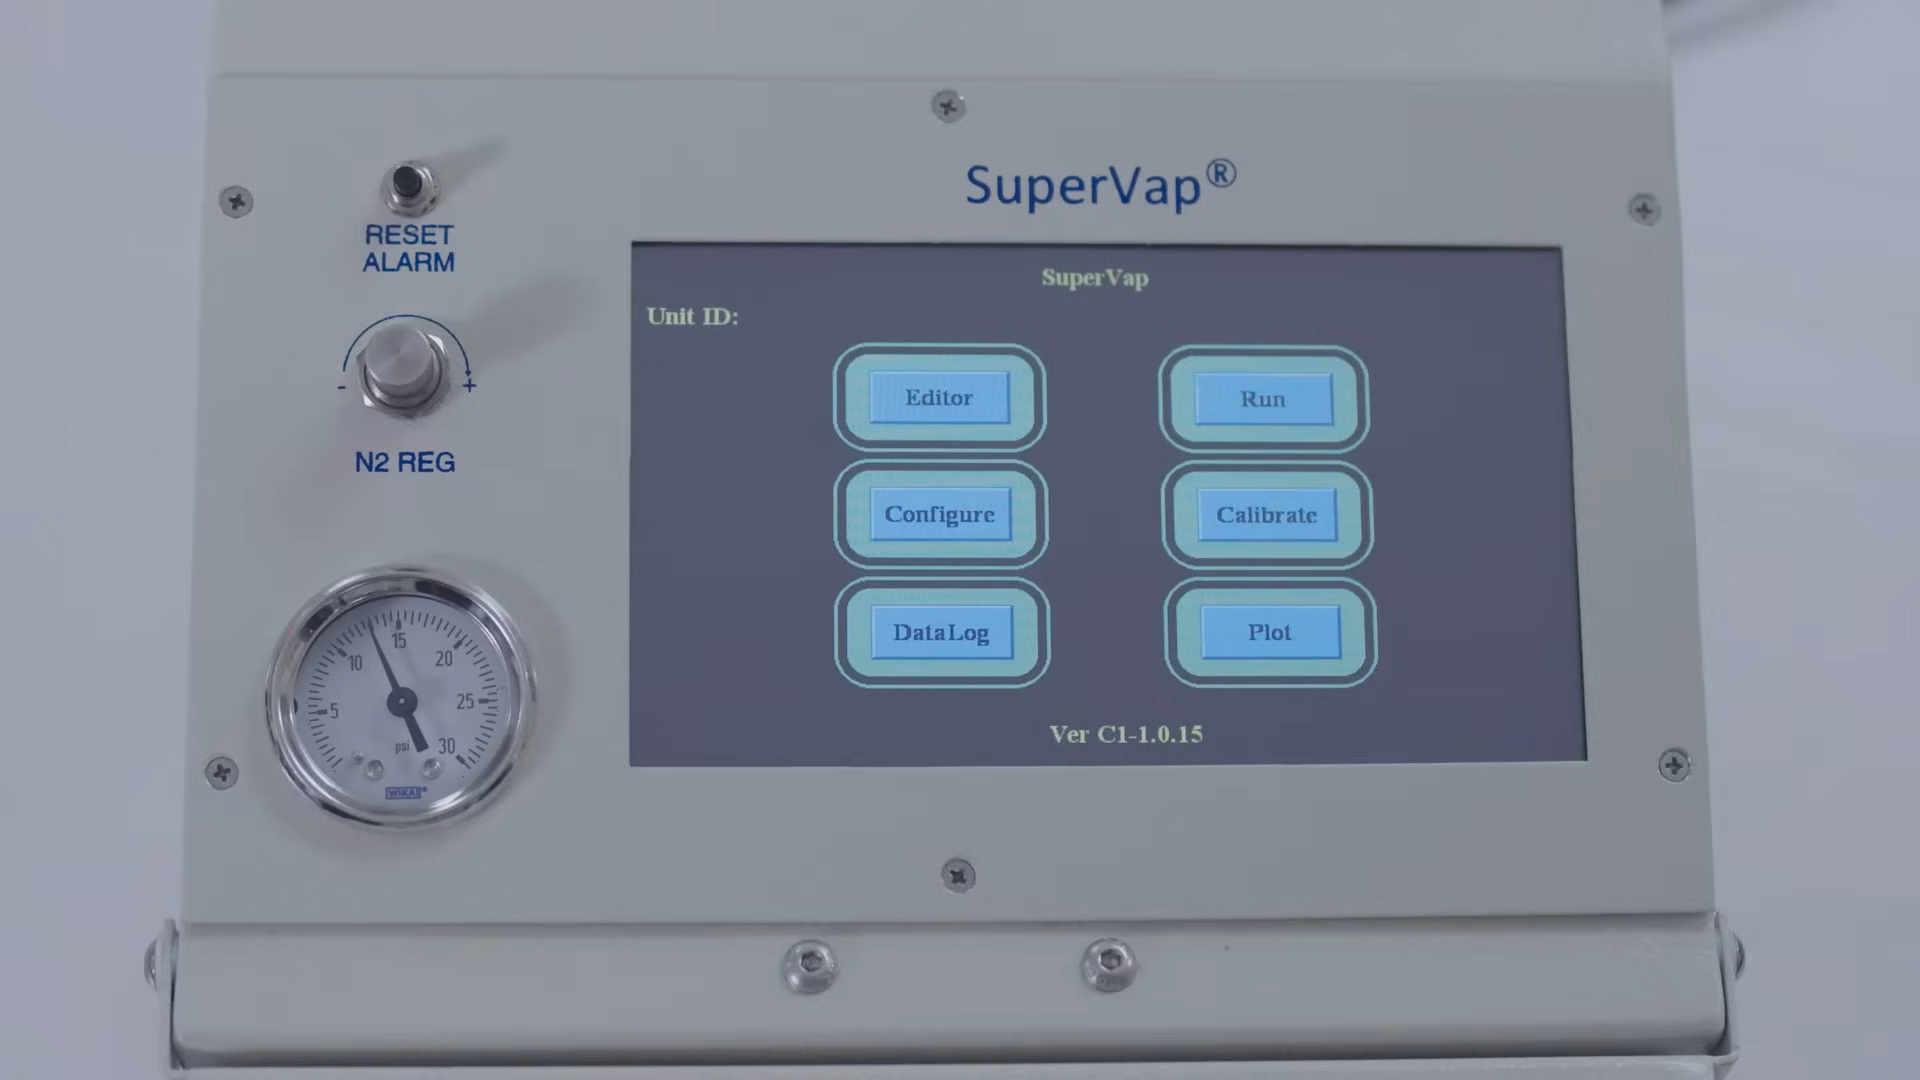 SuperVap®
RESET
ALARM
- +
N2 REG
SuperVap
Unit ID:
Editor
Run
Configure
Calibrate
DataLog
Plot
Ver C1-1.0.15
5
10
15
20
25
30
psi
WIKA